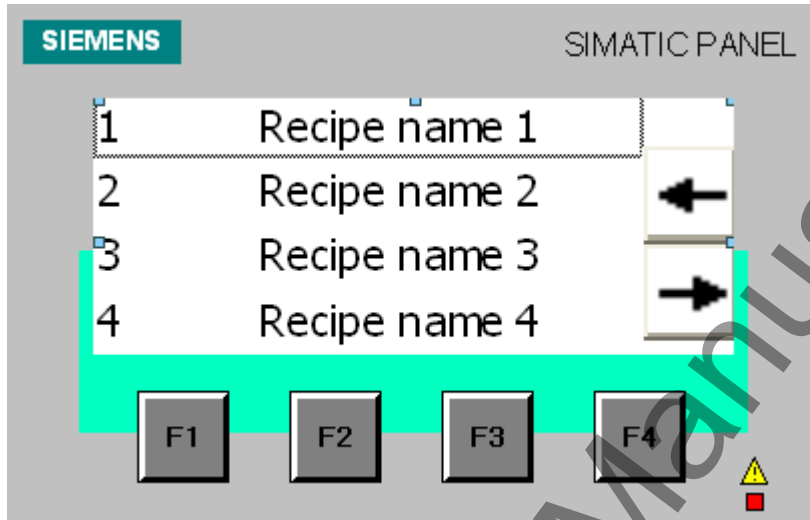 SIEMENS
SIMATIC PANEL
1 Recipe name 1
2 Recipe name 2
3 Recipe name 3
4 Recipe name 4
F1 F2 F3 F4